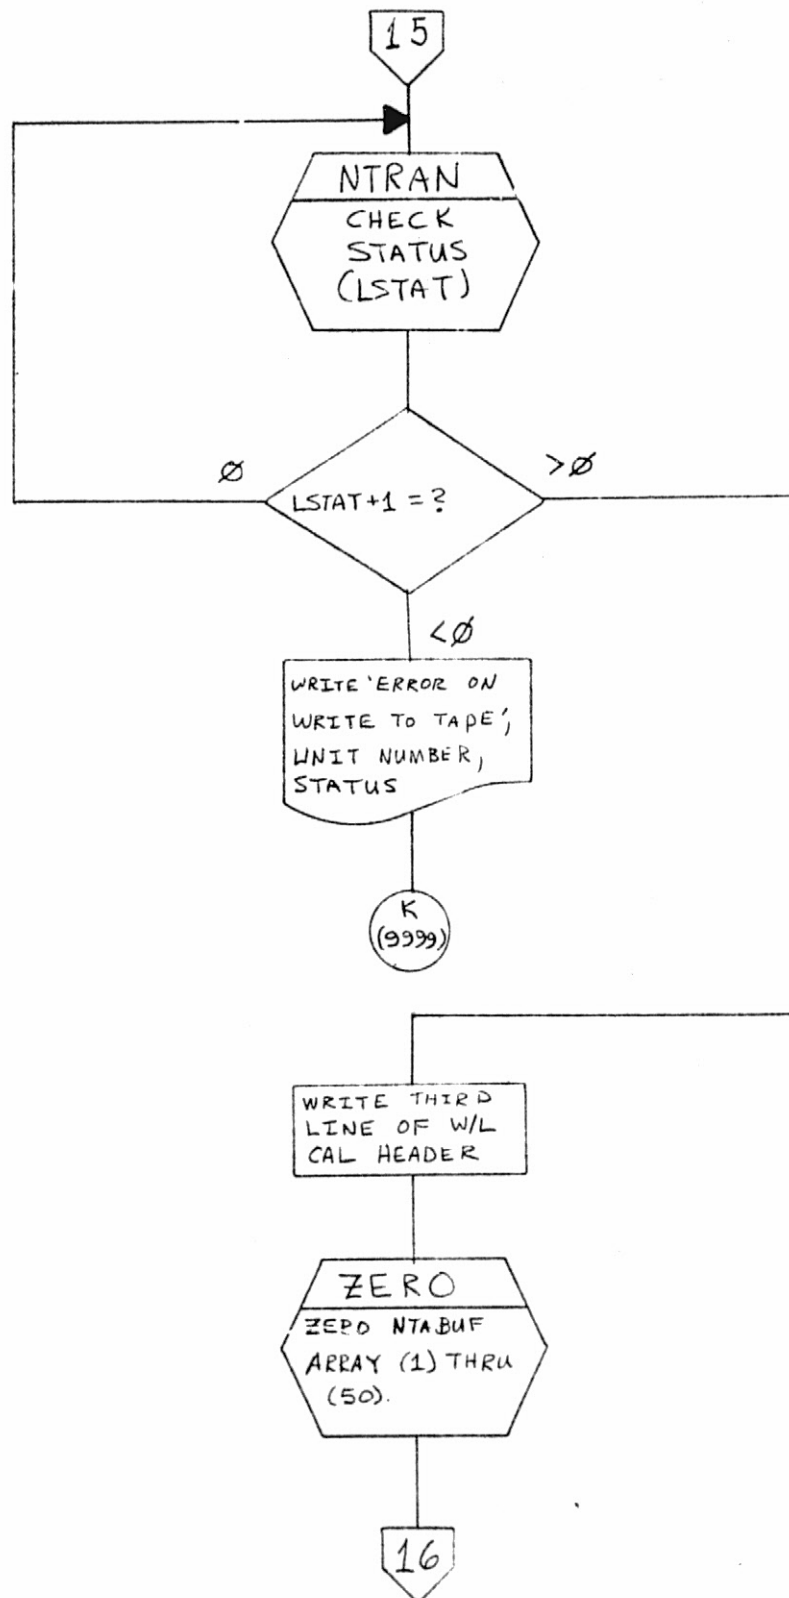 15
NTRAN
CHECK
STATUS
(LSTAT)
Ø
>Ø
LSTAT+1 = ?
<Ø
WRITE 'ERROR ON
WRITE TO TAPE',
UNIT NUMBER,
STATUS
K
(9999)
WRITE THIRD
LINE OF W/L
CAL HEADER
ZERO
ZERO NTABUF
ARRAY (1) THRU
(50).
16